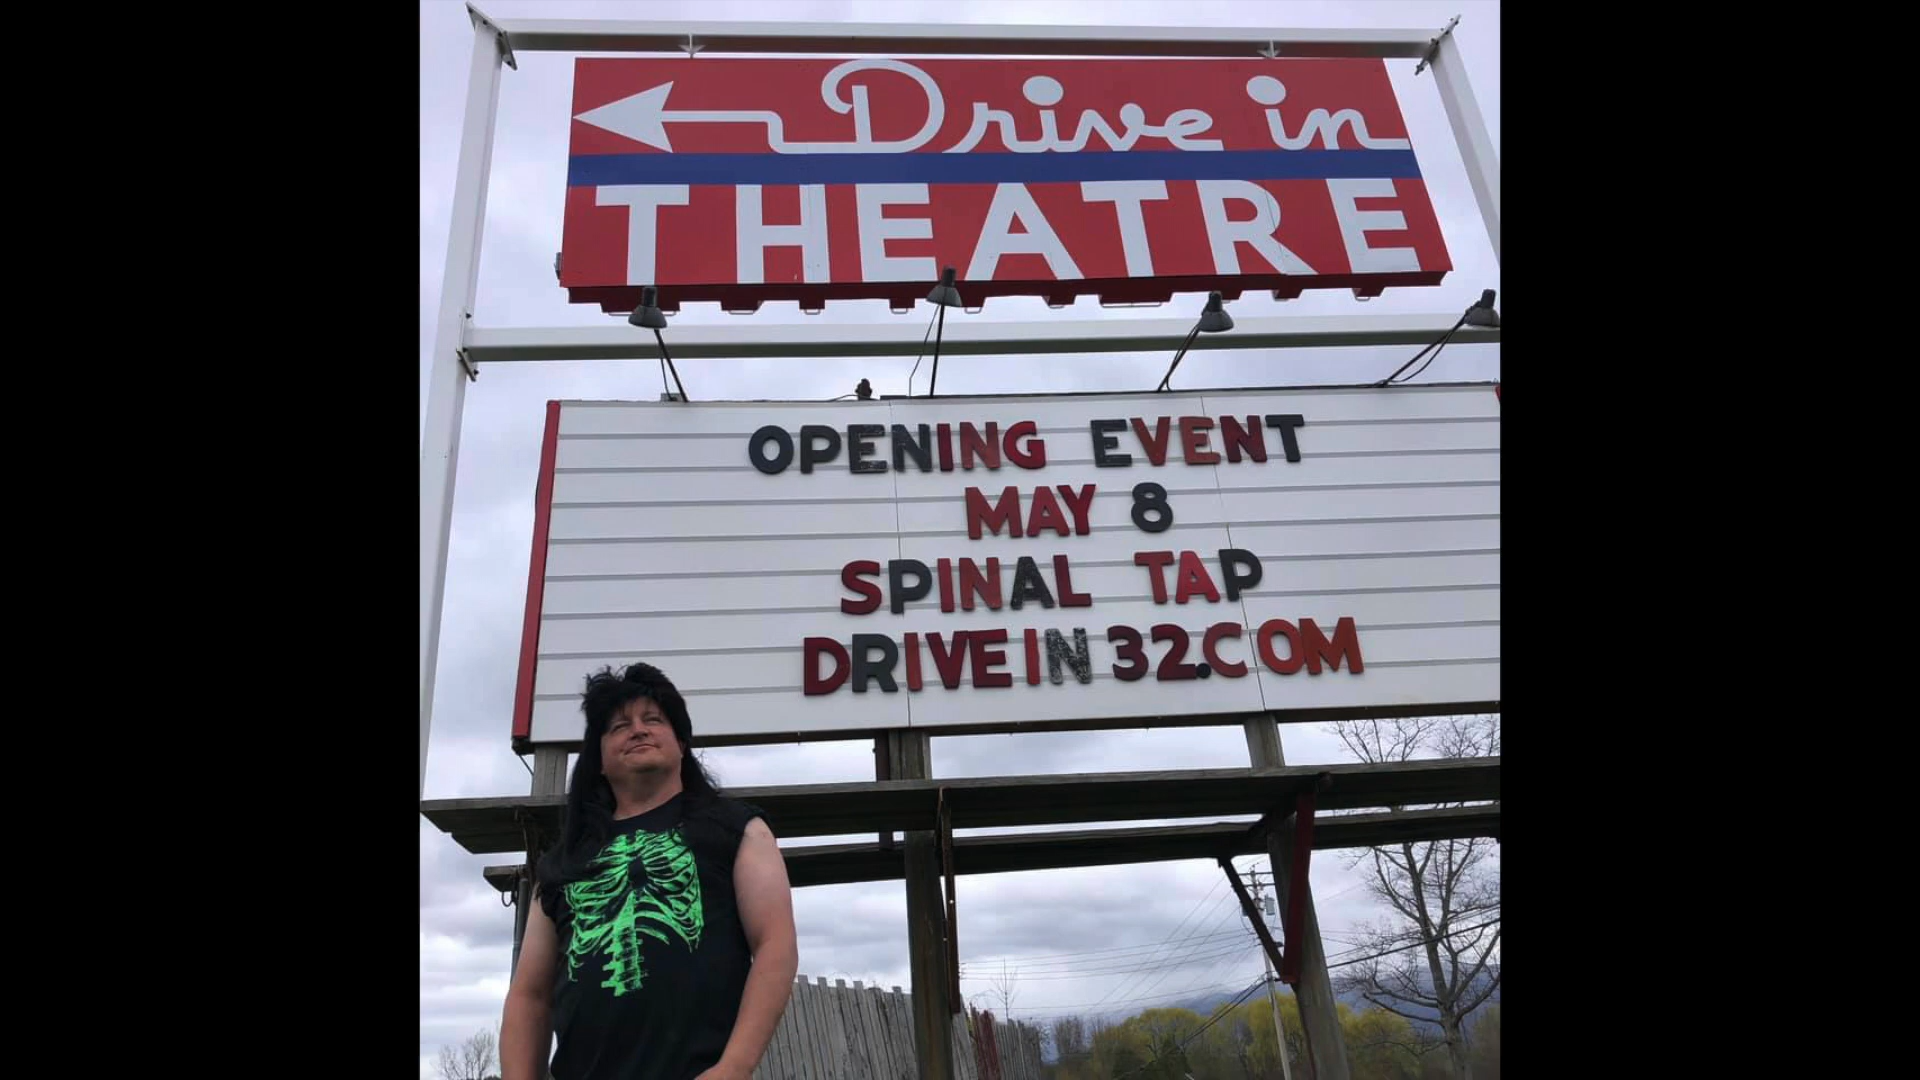 Drive in
THEATRE
OPENING EVENT
MAY 8
SPINAL TAP
DRIVEIN32.COM